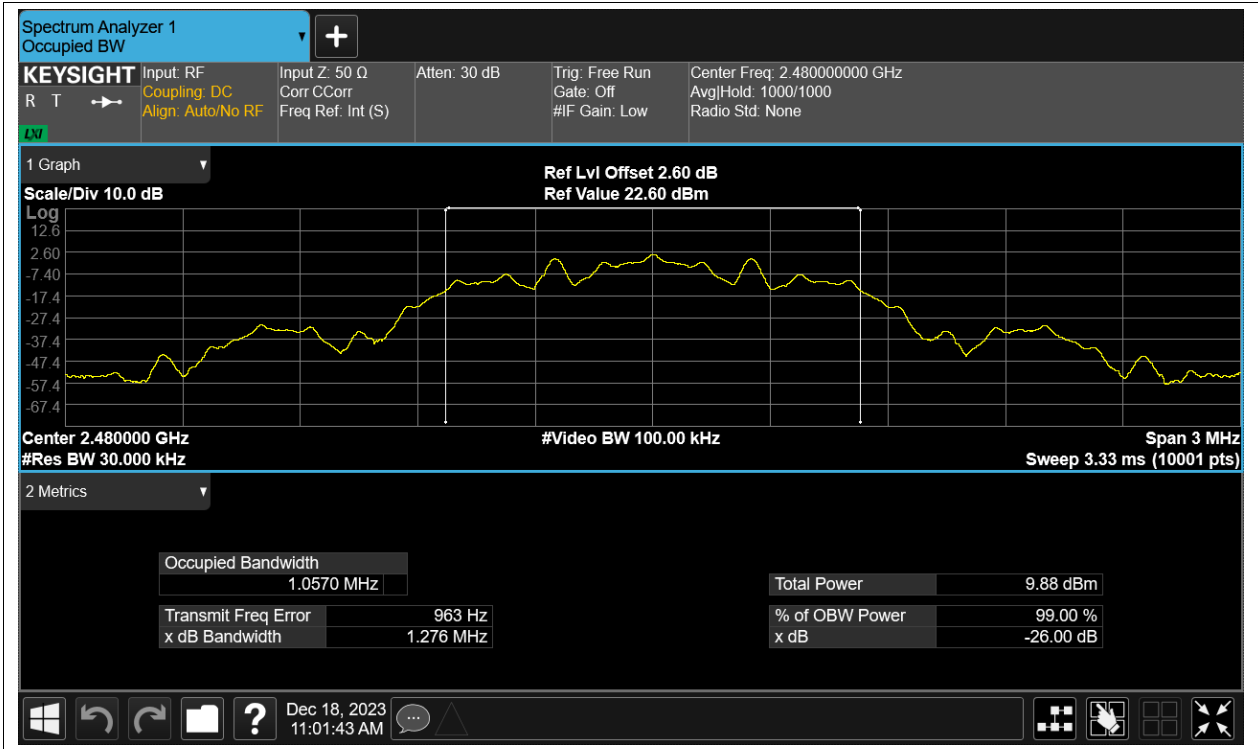 Spectrum Analyzer 1
Occupied BW
KEYSIGHT
R T
LXI
Input: RF
Coupling: DC
Align: Auto/No RF
Input Z: 50 Ω
Corr CCorr
Freq Ref: Int (S)
Atten: 30 dB
Trig: Free Run
Gate: Off
#IF Gain: Low
Center Freq: 2.480000000 GHz
Avg|Hold: 1000/1000
Radio Std: None
1 Graph
Ref Lvl Offset 2.60 dB
Scale/Div 10.0 dB
Ref Value 22.60 dBm
Log
12.6
2.60
-7.40
-17.4
-27.4
-37.4
-47.4
-57.4
-67.4
Center 2.480000 GHz
#Video BW 100.00 kHz
Span 3 MHz
#Res BW 30.000 kHz
Sweep 3.33 ms (10001 pts)
2 Metrics
Occupied Bandwidth
1.0570 MHz
Total Power 9.88 dBm
Transmit Freq Error 963 Hz
% of OBW Power 99.00 %
x dB Bandwidth 1.276 MHz
x dB -26.00 dB
?
Dec 18, 2023
11:01:43 AM